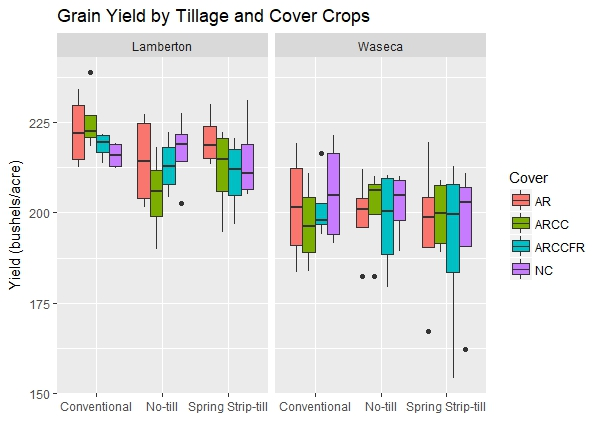 Grain Yield by Tillage and Cover Crops
Lamberton
Waseca
Yield (bushels/acre)
225
200
175
150
Conventional
No-till
Spring Strip-till
Conventional
No-till
Spring Strip-till
Cover
AR
ARCC
ARCCFR
NC